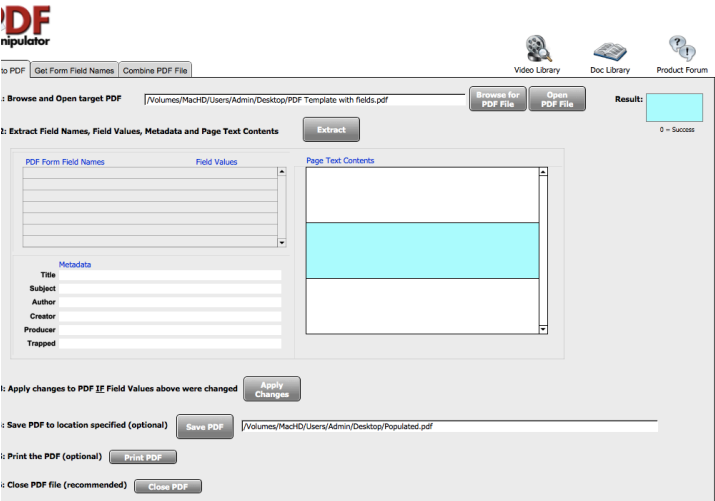 PDF
nipulator
Video Library
Doc Library
Product Forum
to PDF
Get Form Field Names
Combine PDF File
: Browse and Open target PDF
/Volumes/MacHD/Users/Admin/Desktop/PDF Template with fields.pdf
Browse for
PDF File
Open
PDF File
Result:
0 = Success
2: Extract Field Names, Field Values, Metadata and Page Text Contents
Extract
PDF Form Field Names
Field Values
Page Text Contents
Metadata
Title
Subject
Author
Creator
Producer
Trapped
: Apply changes to PDF IF Field Values above were changed
Apply
Changes
: Save PDF to location specified (optional)
Save PDF
/Volumes/MacHD/Users/Admin/Desktop/Populated.pdf
: Print the PDF (optional)
Print PDF
: Close PDF file (recommended)
Close PDF